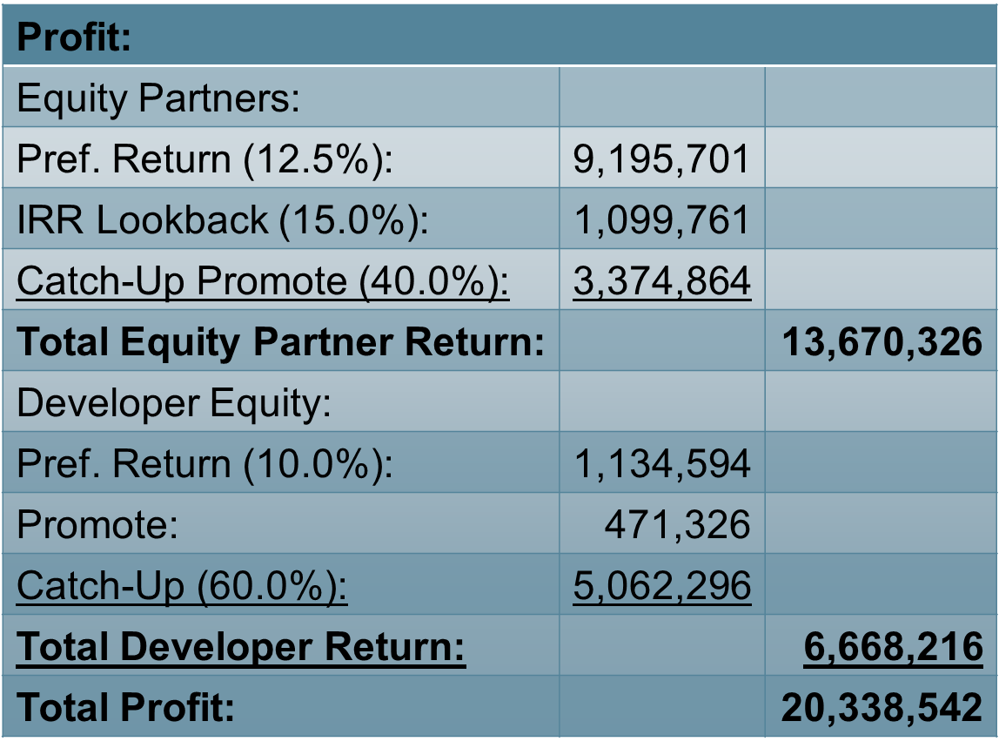 Profit:
Equity Partners:
Pref. Return (12.5%): 9,195,701
IRR Lookback (15.0%): 1,099,761
Catch-Up Promote (40.0%): 3,374,864
Total Equity Partner Return: 13,670,326
Developer Equity:
Pref. Return (10.0%): 1,134,594
Promote: 471,326
Catch-Up (60.0%): 5,062,296
Total Developer Return: 6,668,216
Total Profit: 20,338,542